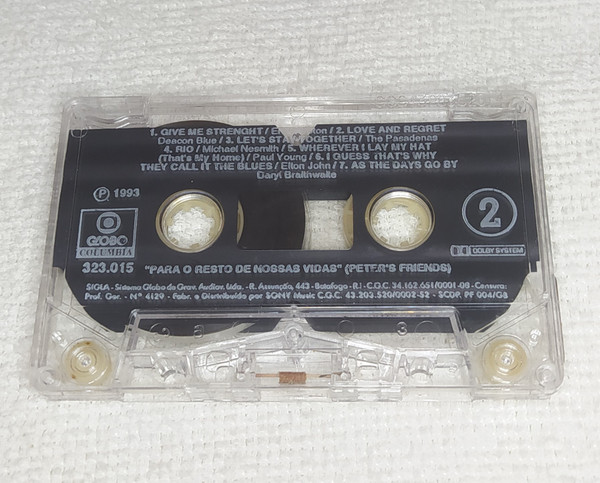 1. GIVE ME STRENGHT / Er ton / 2. LOVE AND REGRET
Deacon Blue / 3. LET'S STAY TOGETHER / The Pasadenas
4. RIO / Michael Nesmith / 5. WHEREVER I LAY MY HAT
(That's My Home) / Paul Young / 6. I GUESS THAT'S WHY
THEY CALL IT THE BLUES / Elton John / 7. AS THE DAYS GO BY
Daryl Braithwaite
P 1993
GLOBO
COLUMBIA
2
DOLBY SYSTEM
323.015 "PARA O RESTO DE NOSSAS VIDAS" (PETER'S FRIENDS)
SIGLA - Sistema Globo de Grav. Audiov. Ltda. - R. Assunção, 443 - Botafogo - RJ - C.G.C. 34.162.651/0001-08 - Censura:
Prof. Gar. - Nº 4129 - Fabr. e Distribuído por SONY Music C.G.C. 43.203.520/0002-52 - SCDP. PF 004/GB